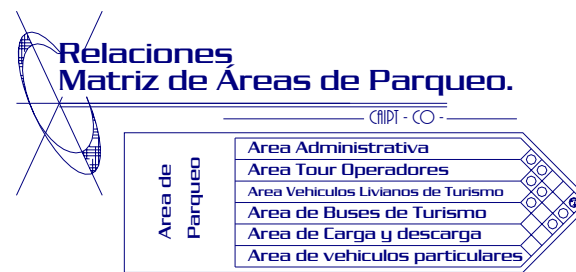 Relaciones
Matriz de Áreas de Parqueo.
CAIPT - CO -
Area de
Parqueo
Area Administrativa
Area Tour Operadores
Area Vehiculos Livianos de Turismo
Area de Buses de Turismo
Area de Carga y descarga
Area de vehiculos particulares